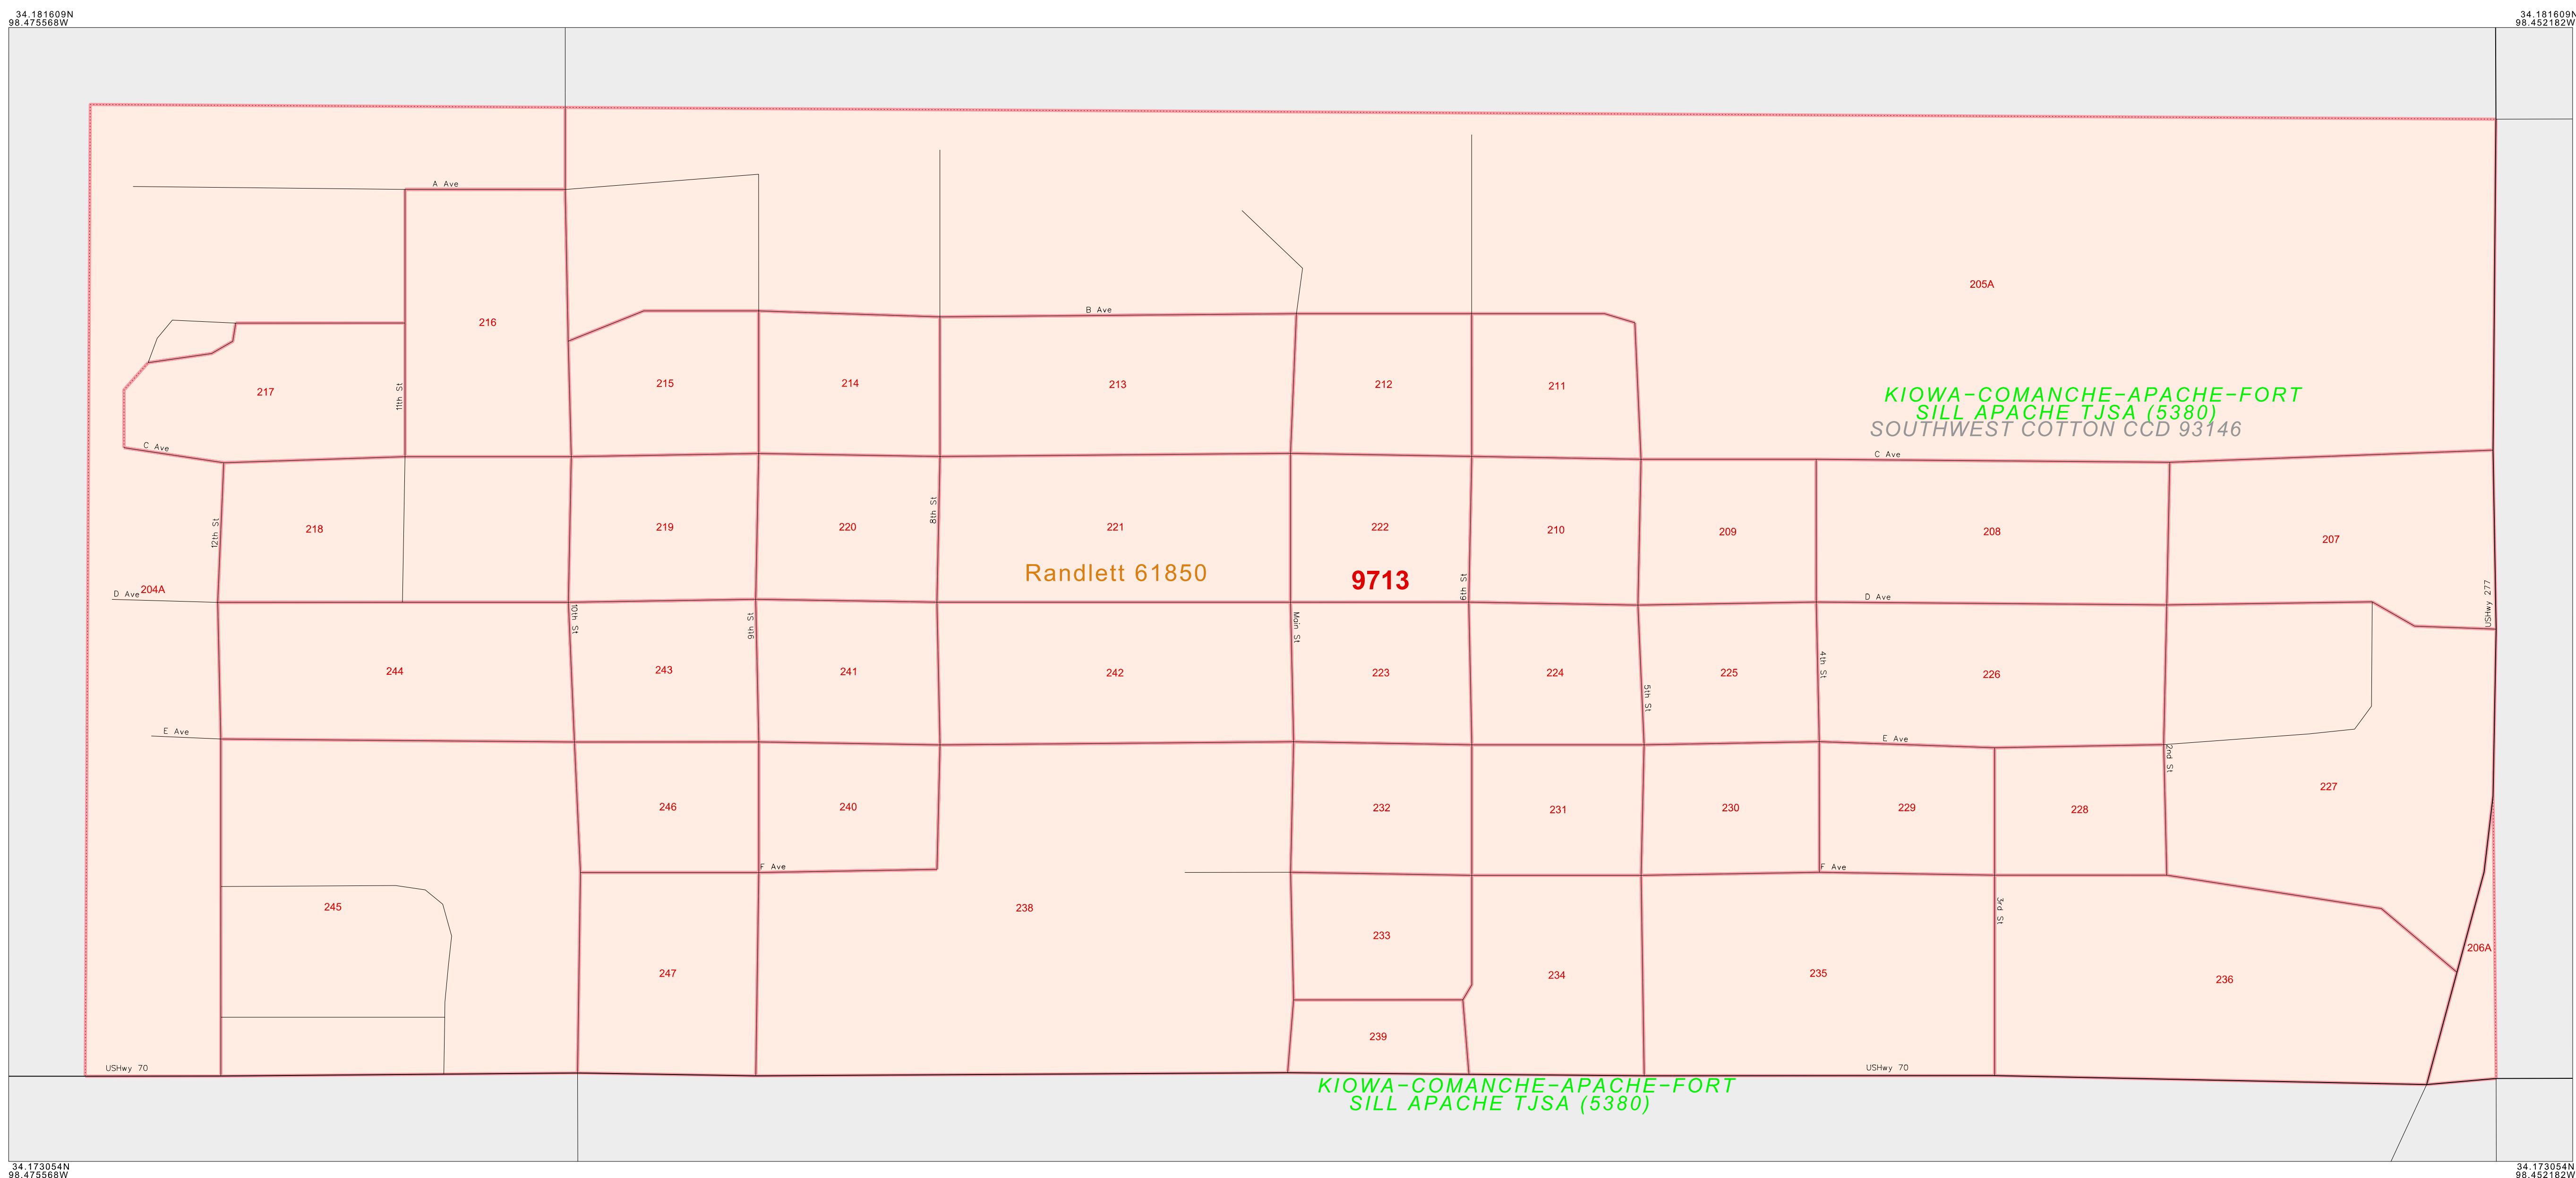 34.181609N
98.475568W
34.181609N
98.452182W
A Ave
205A
B Ave
216
215
214
213
212
211
217
11th St
KIOWA-COMANCHE-APACHE-FORT
SILL APACHE TJSA (5380)
SOUTHWEST COTTON CCD 93146
C Ave
C Ave
12th St
218
219
220
8th St
221
222
210
209
208
207
Randlett 61850
9713
6th St
USHwy 277
204A
D Ave
D Ave
10th St
9th St
Main St
244
243
241
242
223
224
225
4th St
226
5th St
E Ave
E Ave
2nd St
246
240
232
231
230
229
228
227
F Ave
F Ave
245
238
3rd St
233
206A
247
234
235
236
239
USHwy 70
USHwy 70
KIOWA-COMANCHE-APACHE-FORT
SILL APACHE TJSA (5380)
34.173054N
98.475568W
34.173054N
98.452182W